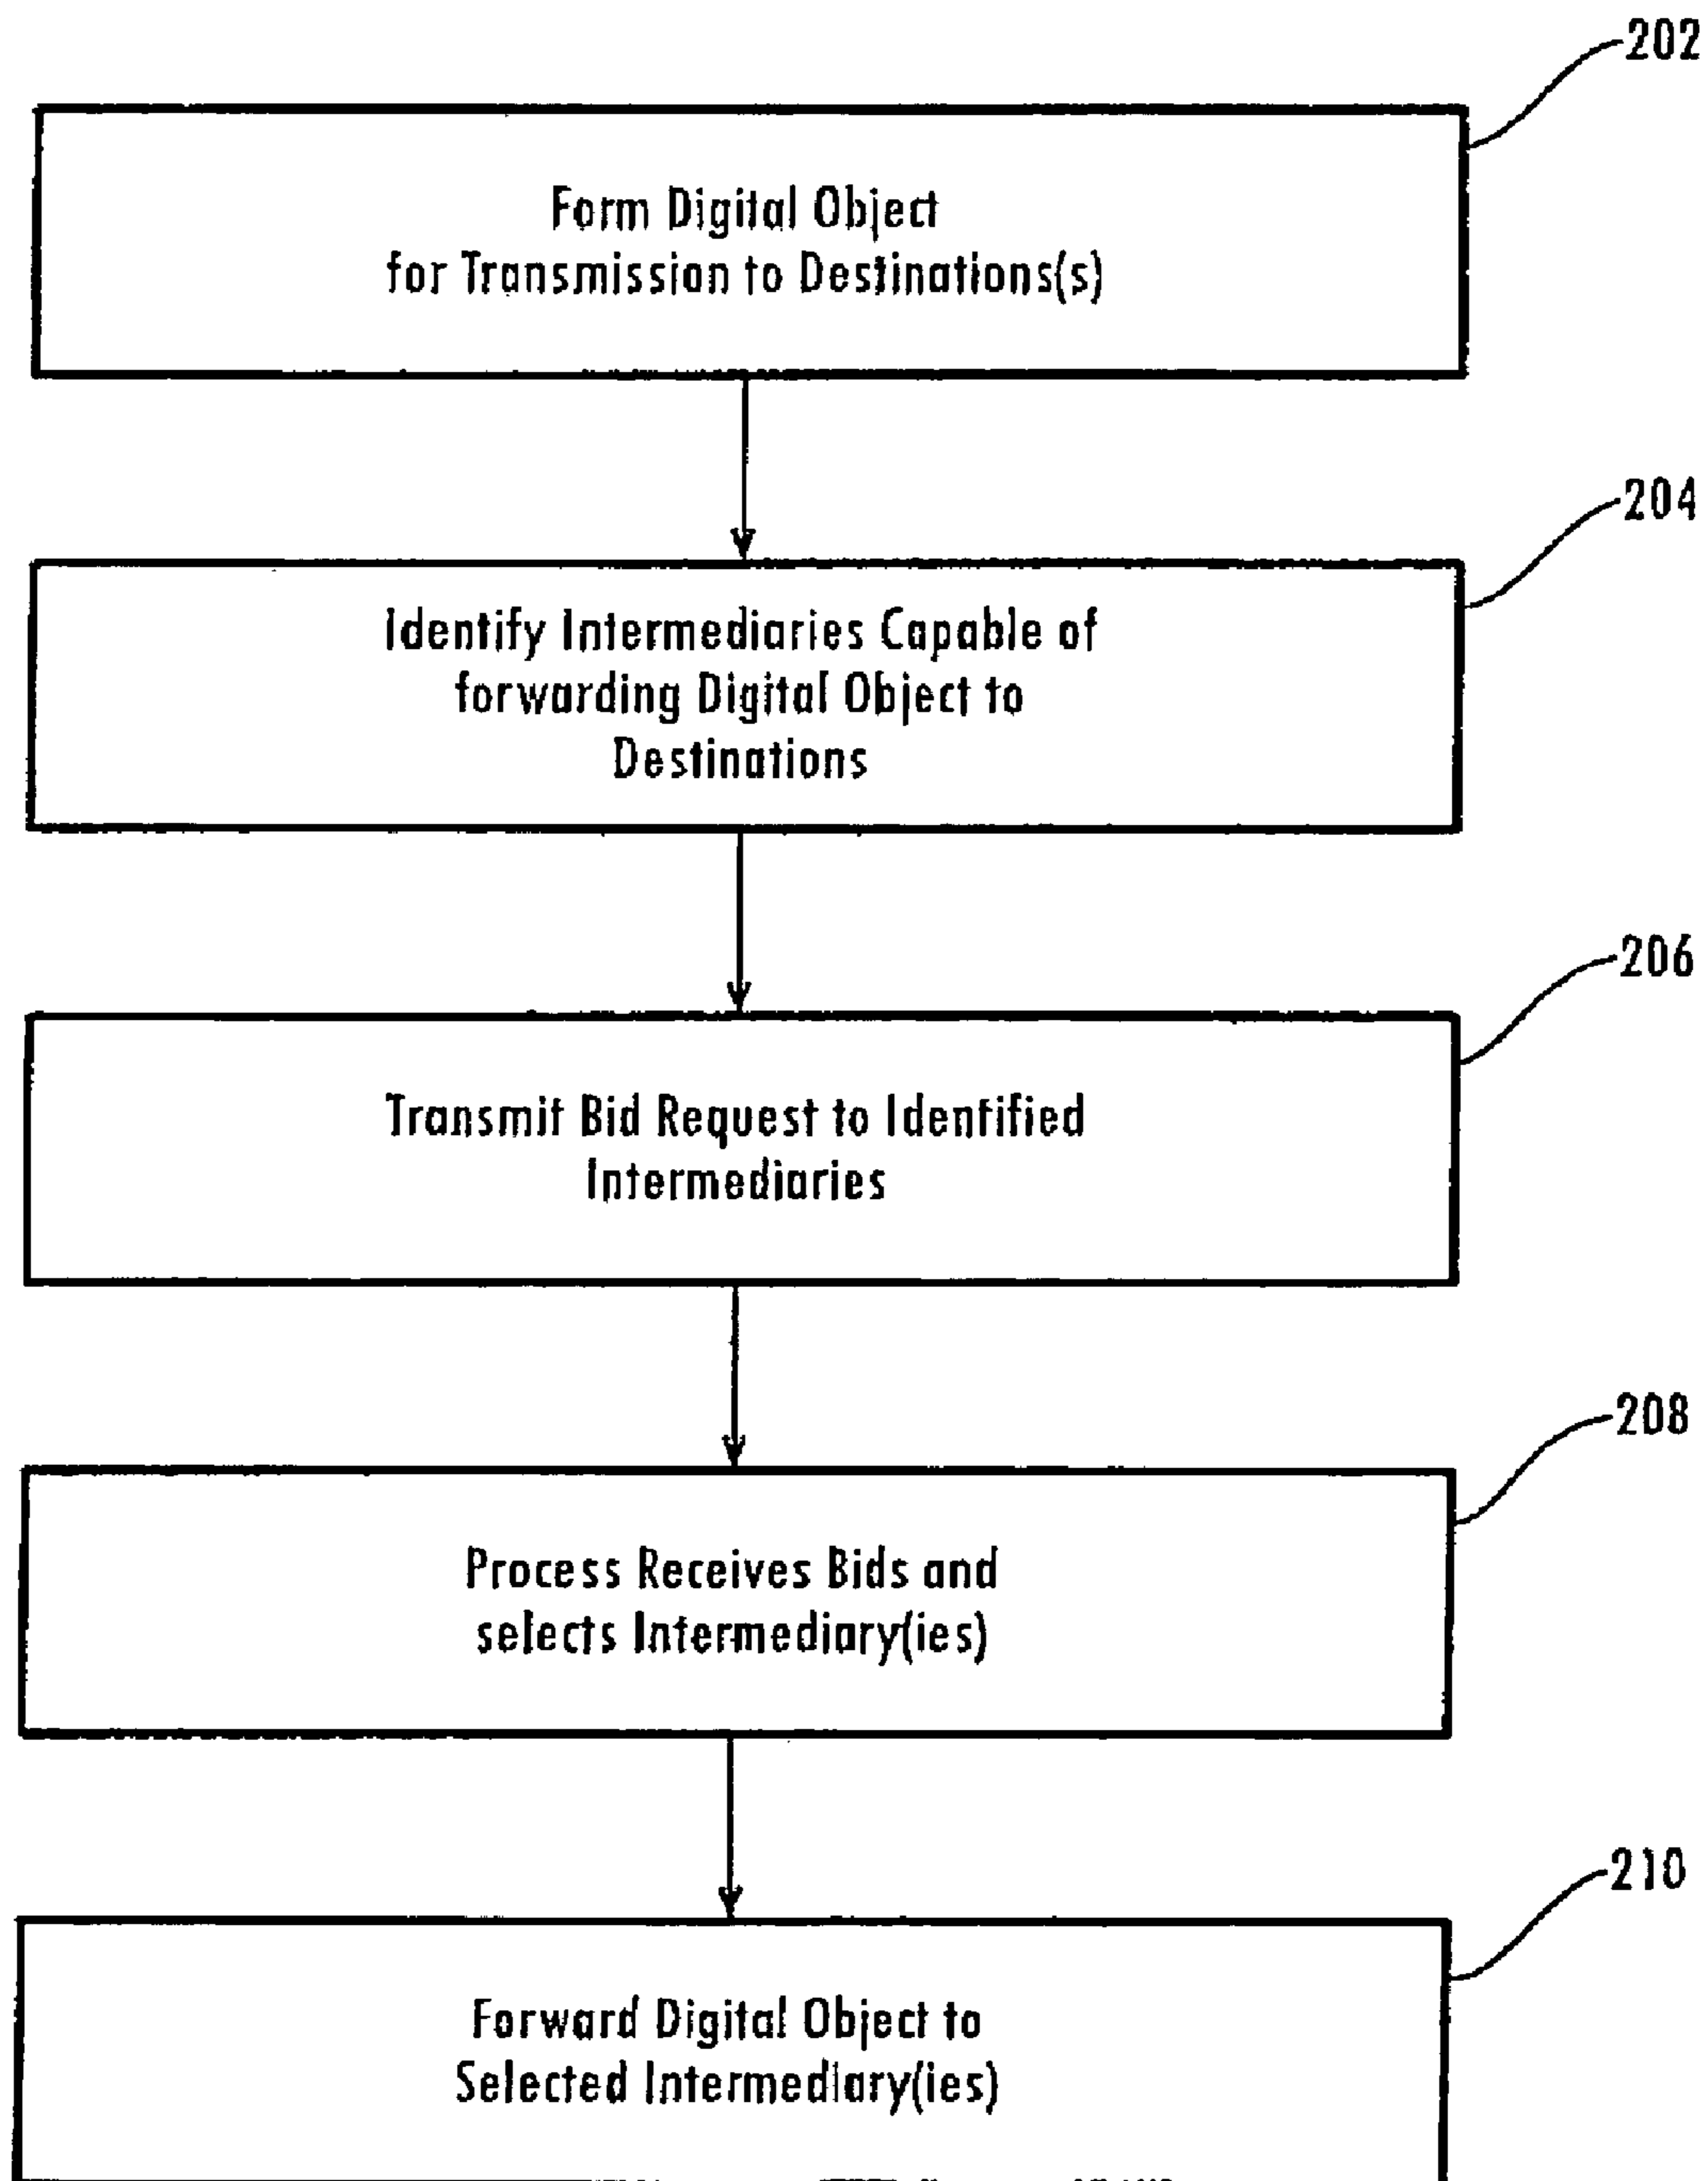 202
Form Digital Object
for Transmission to Destinations(s)
204
Identify Intermediaries Capable of
forwarding Digital Object to
Destinations
206
Transmit Bid Request to Identified
Intermediaries
208
Process Receives Bids and
selects Intermediary(ies)
210
Forward Digital Object to
Selected Intermediary(ies)